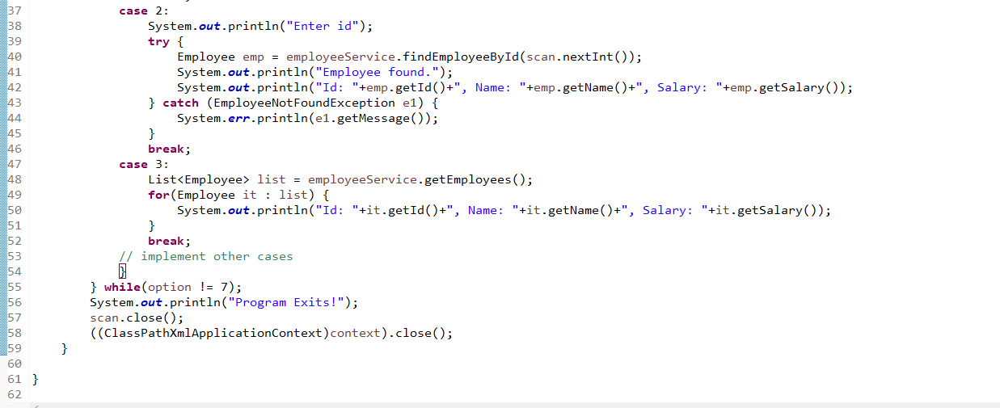 37 case 2:
38 System.out.println("Enter id");
39 try {
40 Employee emp = employeeService.findEmployeeById(scan.nextInt());
41 System.out.println("Employee found.");
42 System.out.println("Id: "+emp.getId()+", Name: "+emp.getName()+", Salary: "+emp.getSalary());
43 } catch (EmployeeNotFoundException e1) {
44 System.err.println(e1.getMessage());
45 }
46 break;
47 case 3:
48 List<Employee> list = employeeService.getEmployees();
49 for(Employee it : list) {
50 System.out.println("Id: "+it.getId()+", Name: "+it.getName()+", Salary: "+it.getSalary());
51 }
52 break;
53 // implement other cases
54 }
55 } while(option != 7);
56 System.out.println("Program Exits!");
57 scan.close();
58 ((ClassPathXmlApplicationContext)context).close();
59 }
60
61 }
62